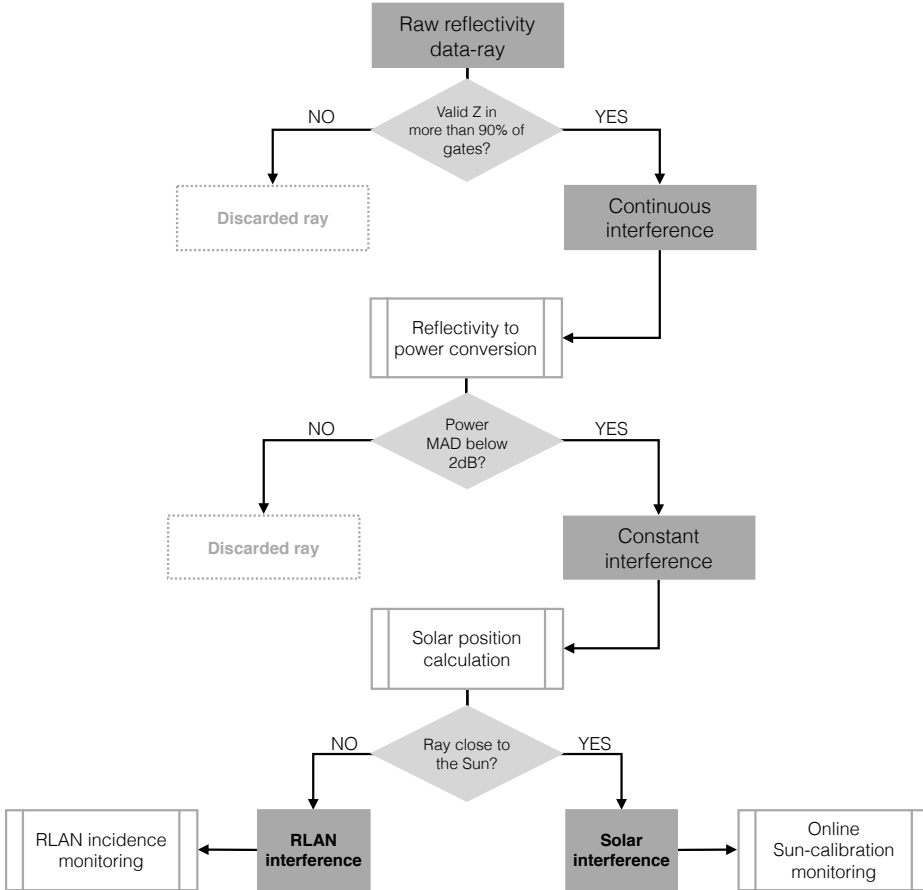 Raw reflectivity
data-ray
Valid Z in
more than 90% of
gates?
NO
YES
Discarded ray
Continuous
interference
Reflectivity to
power conversion
Power
MAD below
2dB?
NO
YES
Discarded ray
Constant
interference
Solar position
calculation
Ray close to
the Sun?
NO
YES
RLAN incidence
monitoring
RLAN
interference
Solar
interference
Online
Sun-calibration
monitoring